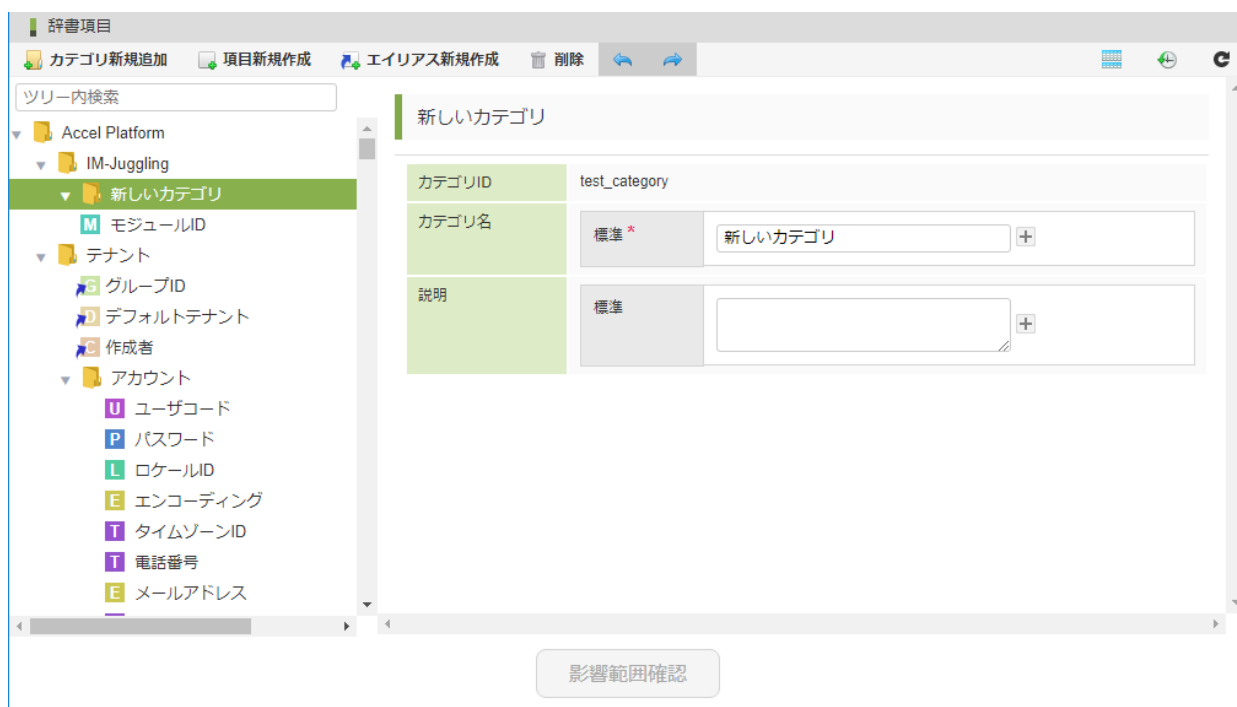 辞書項目
カテゴリ新規追加 項目新規作成 エイリアス新規作成 削除
ツリー内検索
Accel Platform
IM-Juggling
新しいカテゴリ
M モジュールID
テナント
G グループID
D デフォルトテナント
C 作成者
アカウント
U ユーザコード
P パスワード
L ロケールID
E エンコーディング
T タイムゾーンID
T 電話番号
E メールアドレス
新しいカテゴリ
カテゴリID test_category
カテゴリ名 標準 * 新しいカテゴリ
説明 標準
影響範囲確認